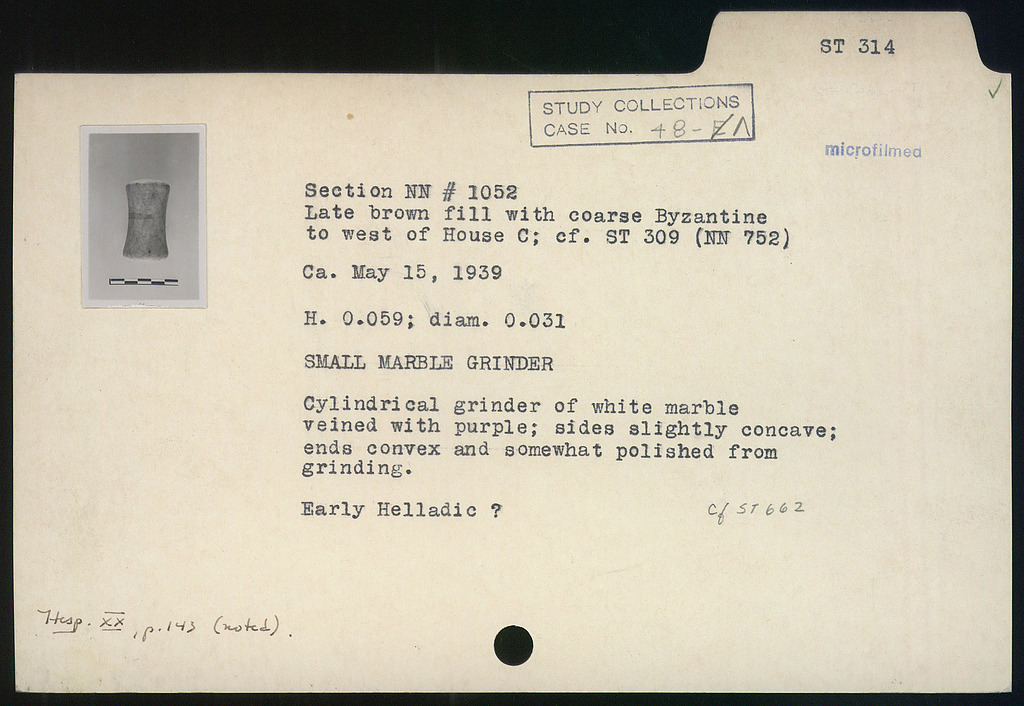 ST 314
STUDY COLLECTIONS
CASE No. 48-
microfilmed
Section NN # 1052
Late brown fill with coarse Byzantine
to west of House C; cf. ST 309 (NN 752)
Ca. May 15, 1939
H. 0.059; diam. 0.031
SMALL MARBLE GRINDER
Cylindrical grinder of white marble
veined with purple; sides slightly concave;
ends convex and somewhat polished from
grinding.
Early Helladic ?
Cf ST 662
Hesp. XX, p. 143 (noted).